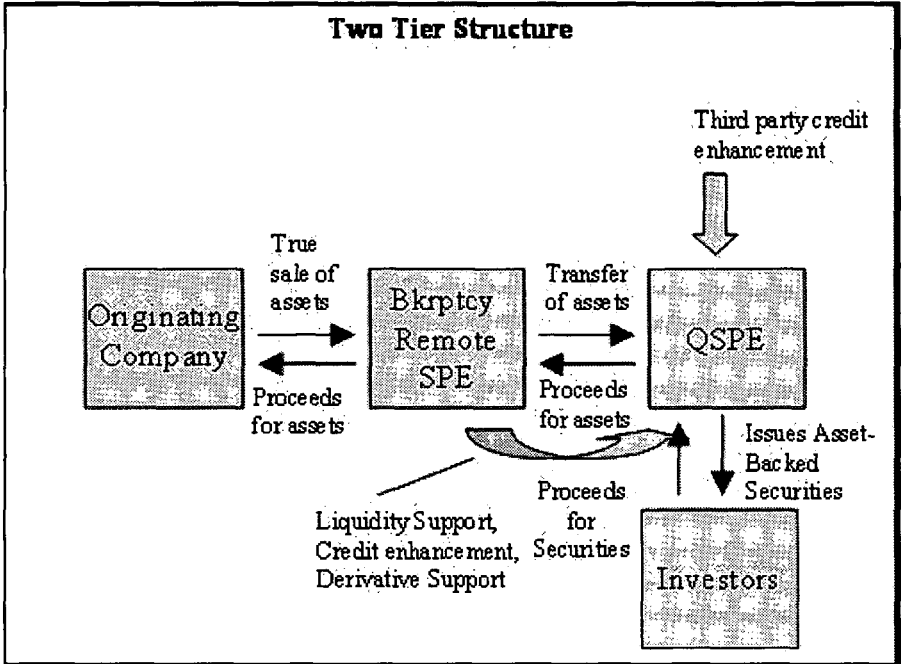 Two Tier Structure
Third party credit
enhancement
True
sale of
assets
Transfer
of assets
Originating
Company
Bkrptcy
Remote
SPE
QSPE
Proceeds
for assets
Proceeds
for assets
Issues Asset-
Backed
Securities
Liquidity Support,
Credit enhancement,
Derivative Support
Proceeds
for
Securities
Investors